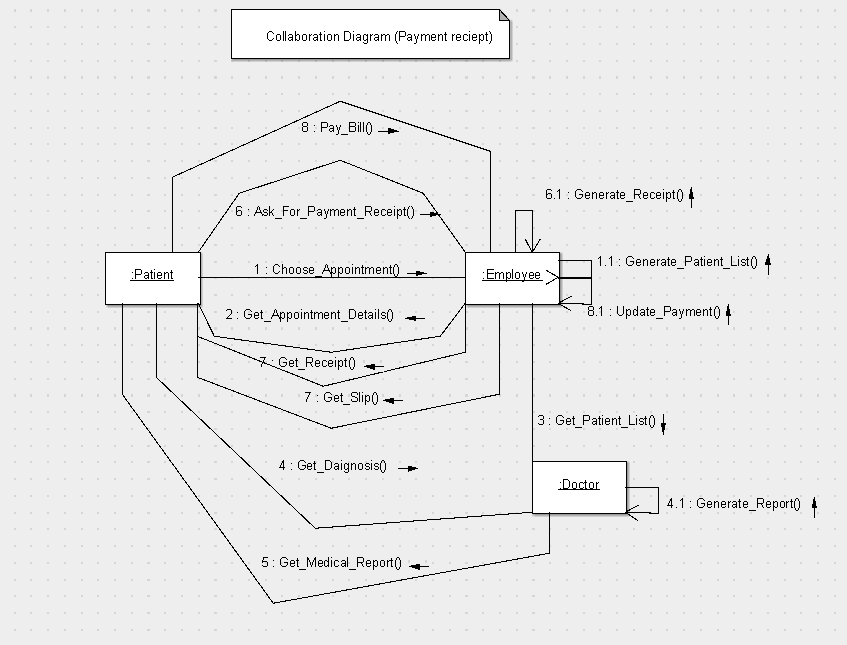 Collaboration Diagram (Payment reciept)
8 : Pay_Bill()
6.1 : Generate_Receipt()
6 : Ask_For_Payment_Receipt()
1.1 : Generate_Patient_List()
:Patient
1 : Choose_Appointment()
:Employee
2 : Get_Appointment_Details()
8.1 : Update_Payment()
7 : Get_Receipt()
7 : Get_Slip()
3 : Get_Patient_List()
4 : Get_Daignosis()
:Doctor
4.1 : Generate_Report()
5 : Get_Medical_Report()